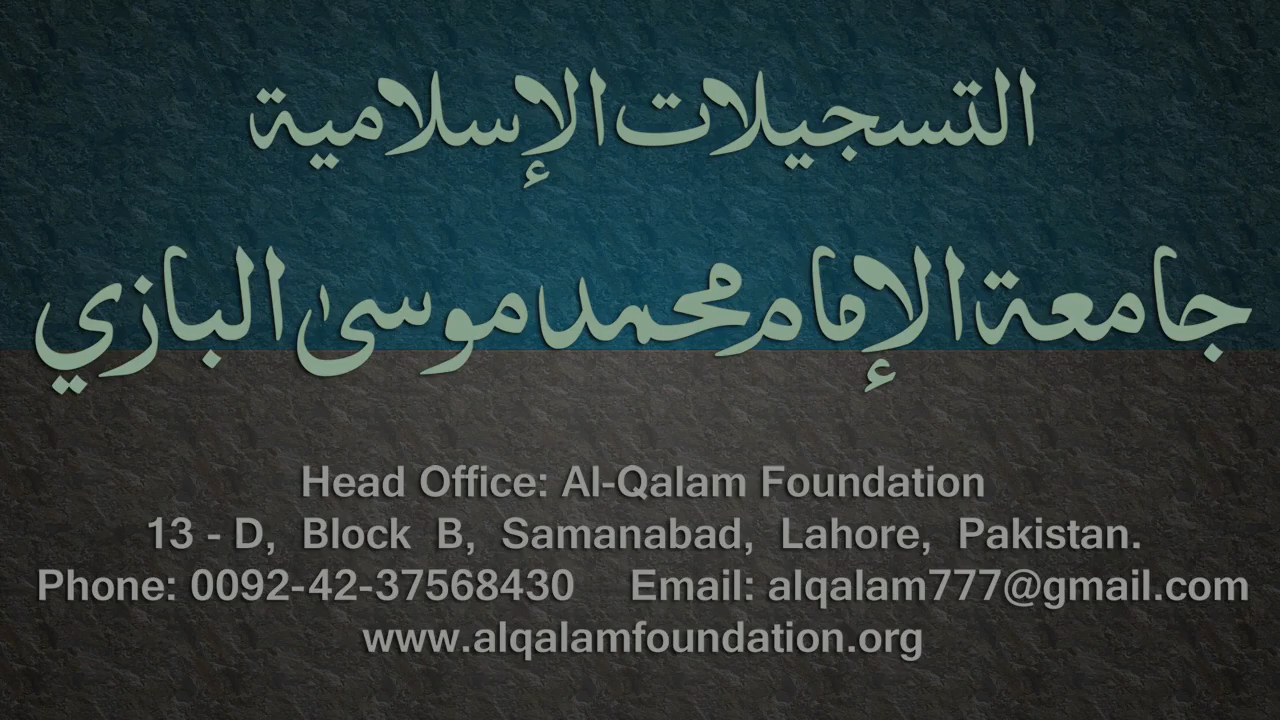 التسجيلات الإسلامية
جامعة الإمام محمد موسىٰ البازي
Head Office: Al-Qalam Foundation
13 - D, Block B, Samanabad, Lahore, Pakistan.
Phone: 0092-42-37568430 Email: alqalam777@gmail.com
www.alqalamfoundation.org